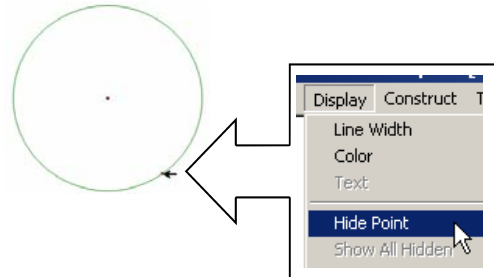 Display Construct T
Line Width
Color
Text
Hide Point
Show All Hidden